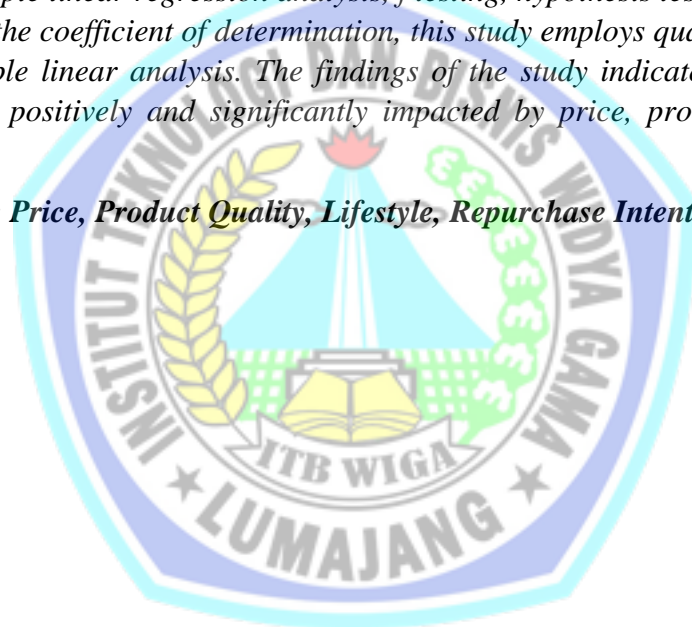 ple linear regression analysis, f testing, hypothesis tes
the coefficient of determination, this study employs qua
ple linear analysis. The findings of the study indicate
positively and significantly impacted by price, pro
Price, Product Quality, Lifestyle, Repurchase Intent
INSTITUT TEKNOLOGI DAN BISNIS WIDYA GAMA
ITB WIGA
LUMAJANG